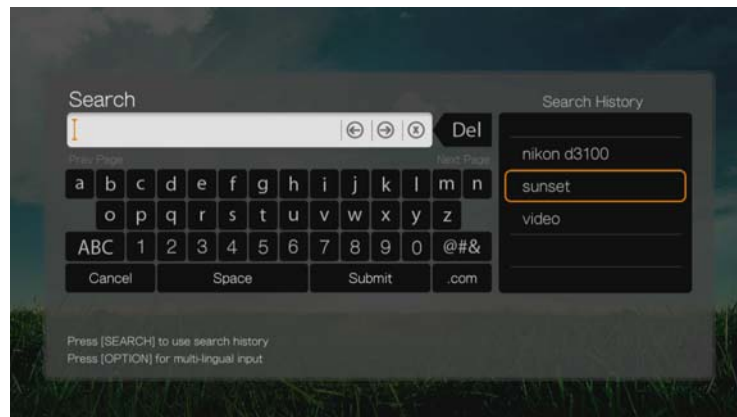 Search
Del
Prev Page
Next Page
a b c d e f g h i j k l m n
o p q r s t u v w x y z
ABC 1 2 3 4 5 6 7 8 9 0 @#&
Cancel Space Submit .com
Press [SEARCH] to use search history
Press [OPTION] for multi-lingual input
Search History
nikon d3100
sunset
video